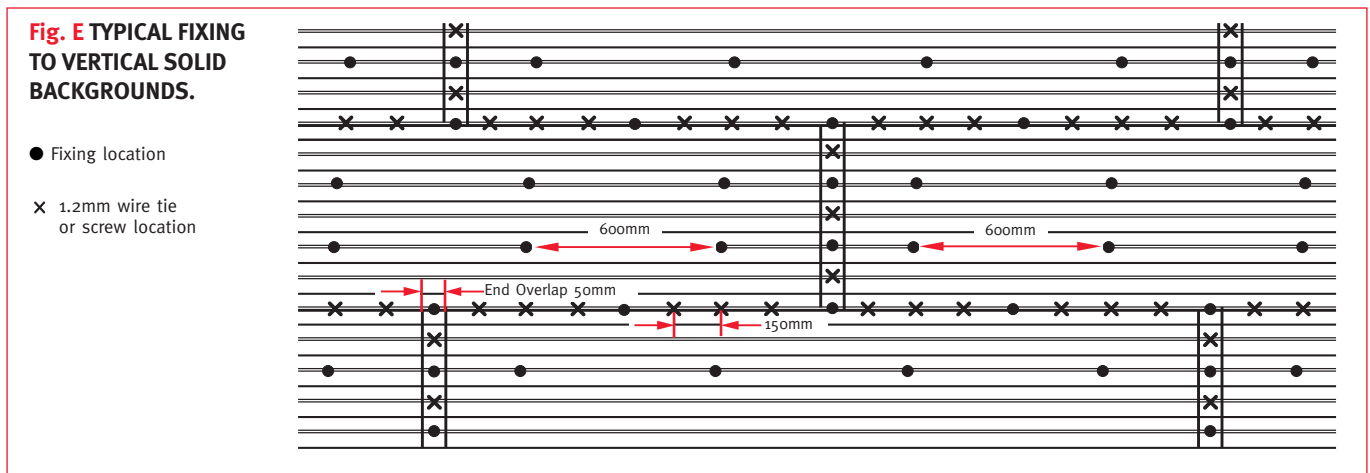 Fig. E TYPICAL FIXING
TO VERTICAL SOLID
BACKGROUNDS.
Fixing location
1.2mm wire tie
or screw location
600mm
600mm
End Overlap 50mm
150mm